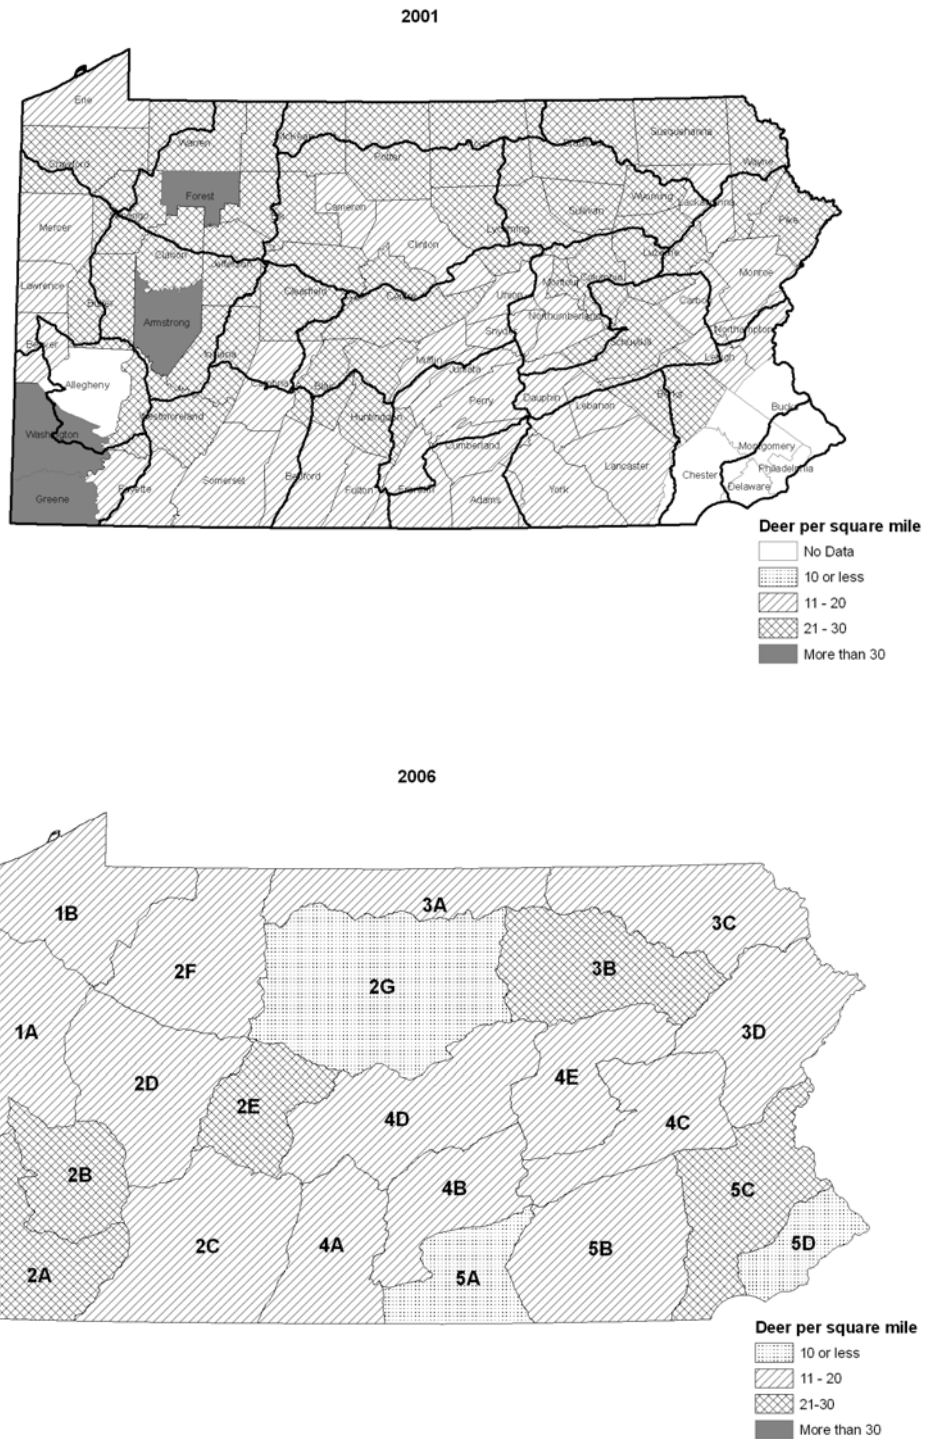 2001
Erie
Warren
McKean
Susquehanna
Crawford
Potter
Wayne
Forest
Wyoming
Lackawanna
Cameron
Sullivan
Pike
Mercer
Lycoming
Clinton
Clarion
Jefferson
Luzerne
Monroe
Lawrence
Clearfield
Union
Montour
Columbia
Butler
Centre
Carbon
Armstrong
Northumberland
Northampton
Snyder
Schuylkill
Beaver
Indiana
Mifflin
Lehigh
Allegheny
Juniata
Blair
Dauphin
Berks
Westmoreland
Huntingdon
Perry
Lebanon
Bucks
Washington
Cumberland
Montgomery
Somerset
Bedford
Lancaster
Chester
Philadelphia
Greene
Fayette
Fulton
Franklin
Adams
York
Delaware
Deer per square mile
No Data
10 or less
11 - 20
21 - 30
More than 30
2006
1B
3A
3C
2F
3B
2G
1A
3D
2D
4E
2E
4D
4C
2B
4B
5C
2C
4A
5B
5D
2A
5A
Deer per square mile
10 or less
11 - 20
21-30
More than 30